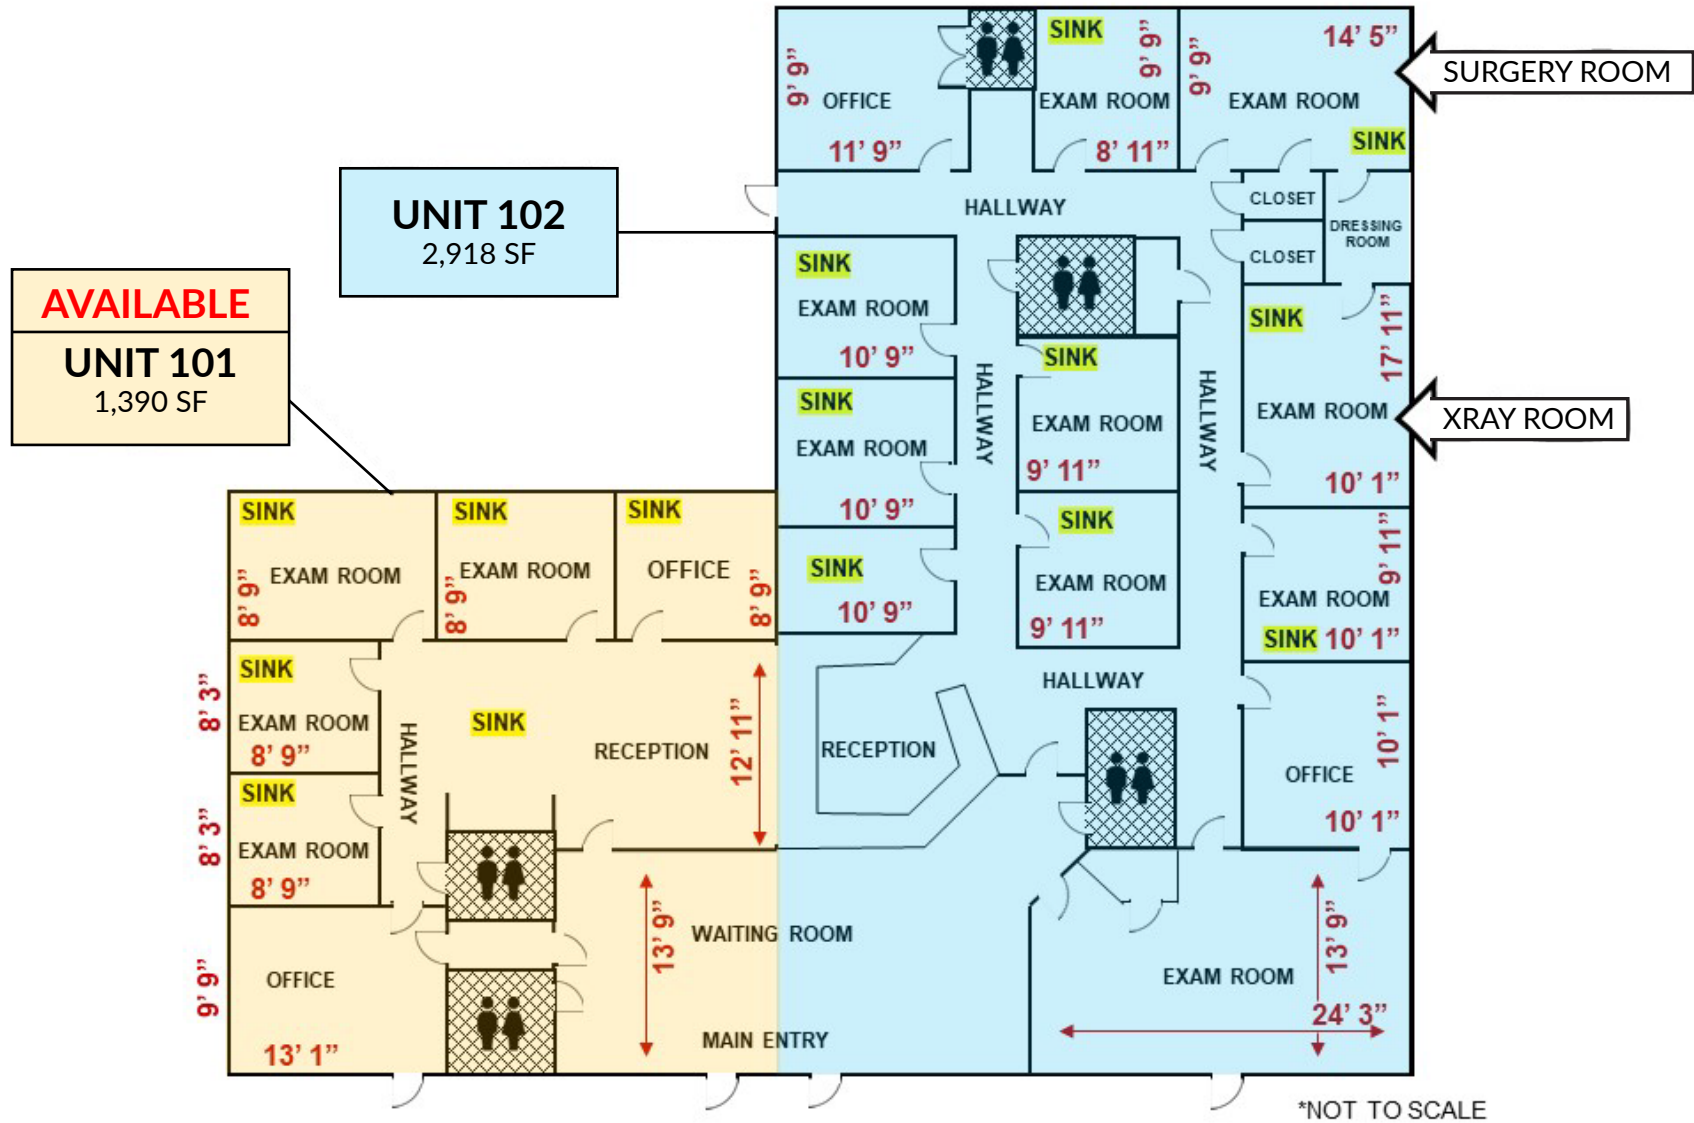 SINK
14’ 5”
9’ 9”
9’ 9”
9’ 9”
SURGERY ROOM
OFFICE
EXAM ROOM
EXAM ROOM
SINK
11’ 9”
8’ 11”
UNIT 102
2,918 SF
HALLWAY
CLOSET
DRESSING
ROOM
CLOSET
SINK
EXAM ROOM
10’ 9”
AVAILABLE
UNIT 101
1,390 SF
SINK
17’ 11”
SINK
HALLWAY
HALLWAY
SINK
EXAM ROOM
EXAM ROOM
EXAM ROOM
XRAY ROOM
9’ 11”
10’ 1”
10’ 9”
SINK
SINK
SINK
SINK
EXAM ROOM
EXAM ROOM
OFFICE
8’ 9”
8’ 9”
8’ 9”
SINK
10’ 9”
EXAM ROOM
9’ 11”
9’ 11”
EXAM ROOM
SINK
10’ 1”
SINK
8’ 3”
EXAM ROOM
8’ 9”
HALLWAY
SINK
RECEPTION
12’ 11”
RECEPTION
HALLWAY
10’ 1”
OFFICE
10’ 1”
SINK
8’ 3”
EXAM ROOM
8’ 9”
WAITING ROOM
13’ 9”
13’ 9”
9’ 9”
OFFICE
13’ 1”
EXAM ROOM
24’ 3”
MAIN ENTRY
*NOT TO SCALE